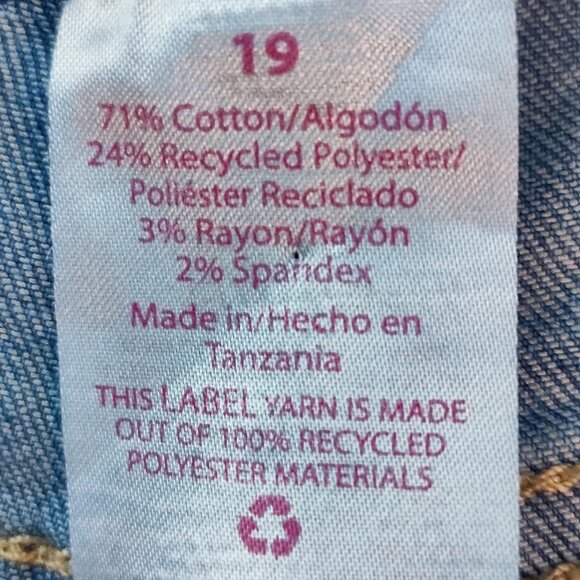 19
71% Cotton/Algodón
24% Recycled Polyester/
Poliéster Reciclado
3% Rayon/Rayón
2% Spandex
Made in/Hecho en
Tanzania
THIS LABEL YARN IS MADE
OUT OF 100% RECYCLED
POLYESTER MATERIALS